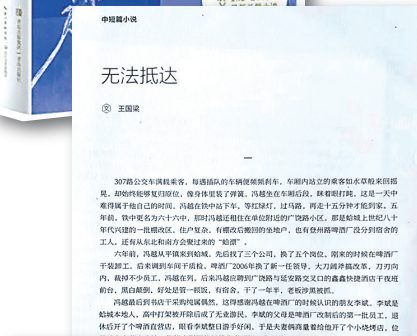 中短篇小说
无法抵达
文 王国梁
一
307路公交车满载乘客，每遇插队的车辆便频频刹车，车厢内站立的乘客如水草般来回摇
晃，却始终能够复归原位，像身体里装了弹簧，冯越坐在车厢后段，眯着眼打盹，这是一天中
难得属于他自己的时间，冯越在铁中站下车，等红绿灯，过马路，再走十五分钟才能到家。五
年前，铁中更名为六十六中，那时冯越还租住在单位附近的广饶路小区，那是蛤城上世纪八十
年代兴建的一批棚改区，住户复杂，有棚改后搬回的坐地户，也有登州路啤酒厂没分到宿舍的
工人，还有从东北和南方会聚过来的“蛤漂”。
六年前，冯越从平镇来到蛤城，先后找了三个公司，换了五个岗位，刚来的时候在啤酒厂
干装卸工，后来调到车间干质检，啤酒厂2006年换了新一任领导，大刀阔斧搞改革，刀刃向
内，裁掉不少员工，冯越在列。后来冯越应聘到广饶路与延安路交叉口的鑫鑫快捷酒店干夜班
前台，黑白颠倒，好处是管一顿饭，有宿舍，干了一年半，老板涉黑被抓。
冯越最后到书店干采购纯属偶然，这得感谢冯越在啤酒厂的时候认识的朋友李斌。李斌是
蛤城本地人，高中打架被开除后成了无业游民，李斌的父母是啤酒厂改制后的第一批员工，退
休后开了个啤酒直营店，眼看李斌整日游手好闲，于是夫妻俩商量着给他开了个小烧烤店，也